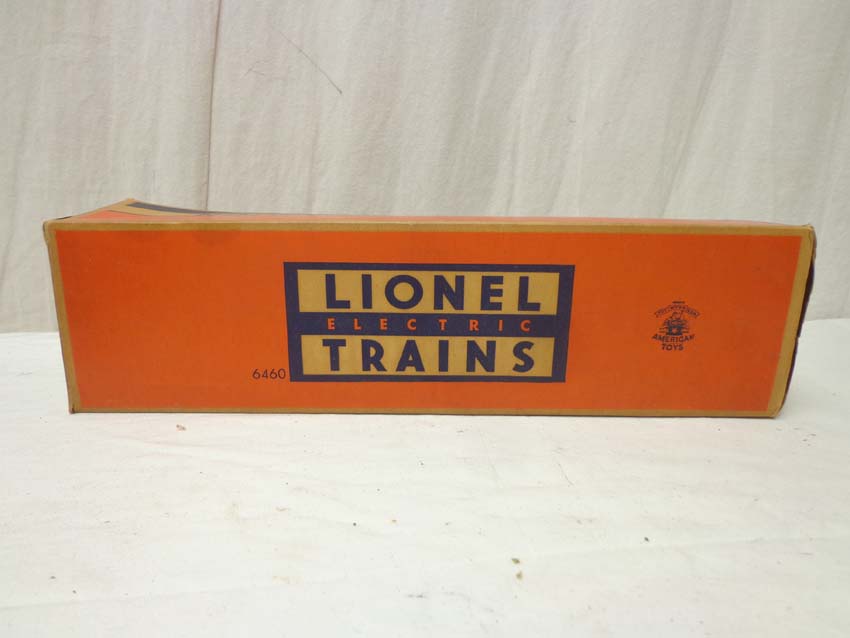 LIONEL
ELECTRIC
TRAINS
6460
AMERICAN
TOYS